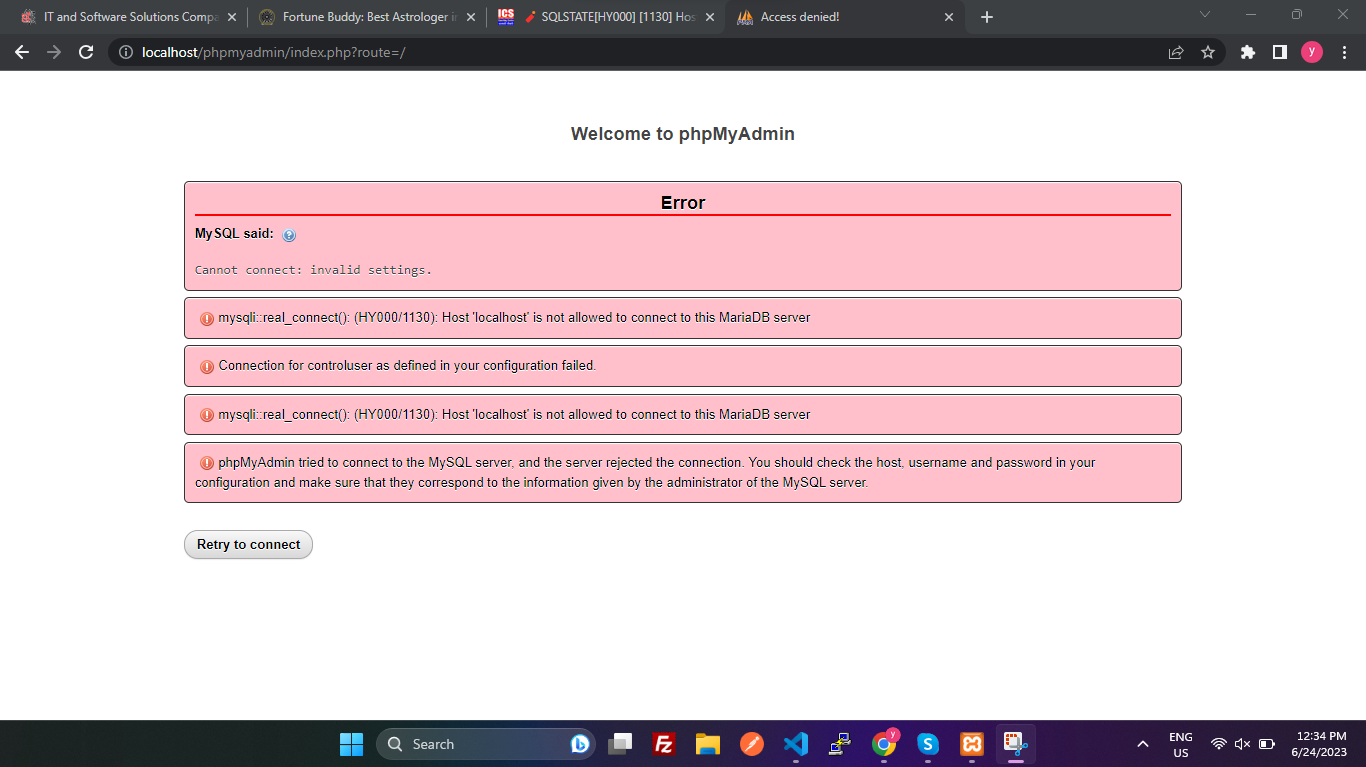 IT and Software Solutions Compa
Fortune Buddy: Best Astrologer in
ICS
SQLSTATE[HY000] [1130] Hos
PMA
Access denied!
localhost/phpmyadmin/index.php?route=/
y
Welcome to phpMyAdmin
Error
MySQL said:
Cannot connect: invalid settings.
mysqli::real_connect(): (HY000/1130): Host 'localhost' is not allowed to connect to this MariaDB server
Connection for controluser as defined in your configuration failed.
mysqli::real_connect(): (HY000/1130): Host 'localhost' is not allowed to connect to this MariaDB server
phpMyAdmin tried to connect to the MySQL server, and the server rejected the connection. You should check the host, username and password in your
configuration and make sure that they correspond to the information given by the administrator of the MySQL server.
Retry to connect
Search
Fz
y
S
ENG
US
12:34 PM
6/24/2023